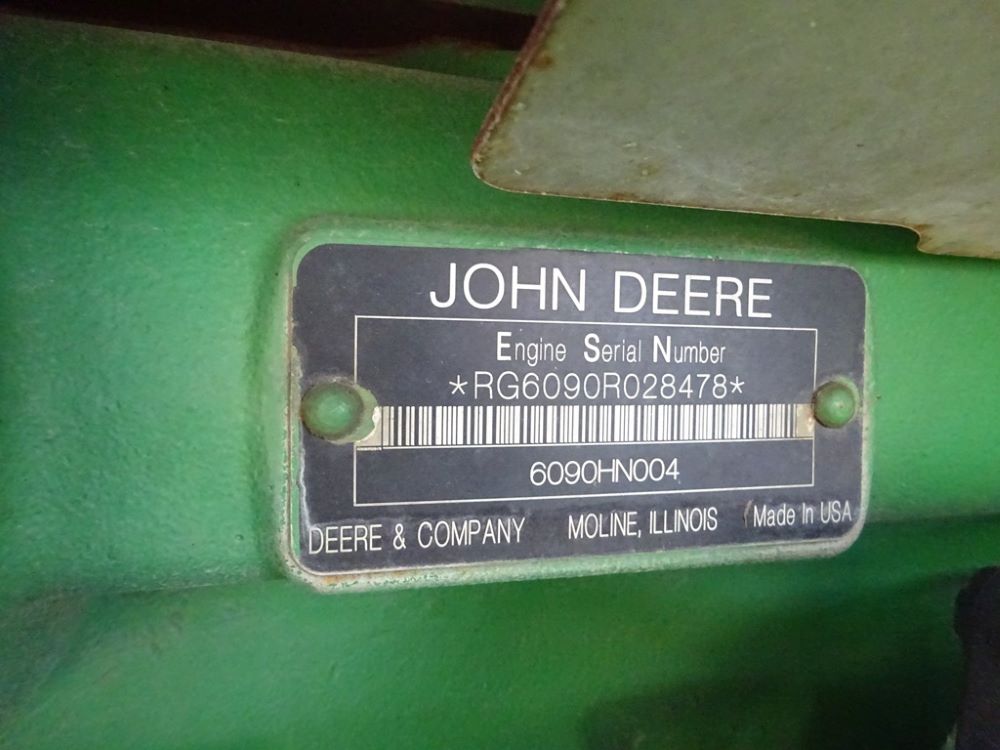 JOHN DEERE
Engine Serial Number
*RG6090R028478*
6090HN004
DEERE & COMPANY MOLINE, ILLINOIS Made In USA